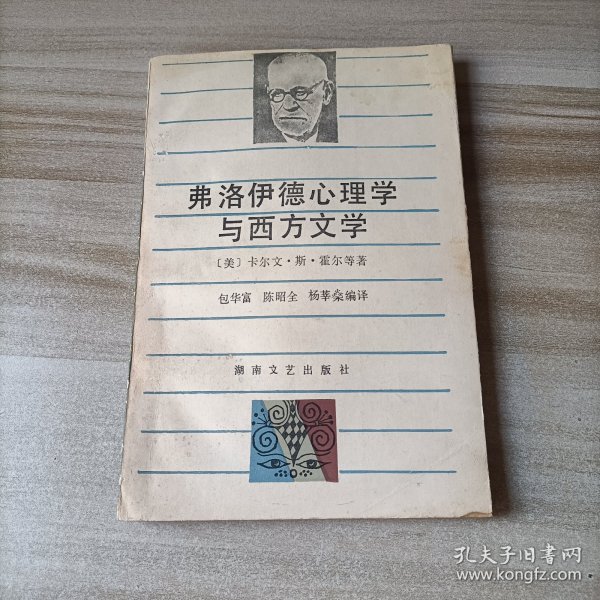 弗洛伊德心理学
与西方文学
〔美〕卡尔文·斯·霍尔等著
包华富 陈昭全 杨莘燊编译
湖南文艺出版社
孔夫子旧书网
www.kongfz.com